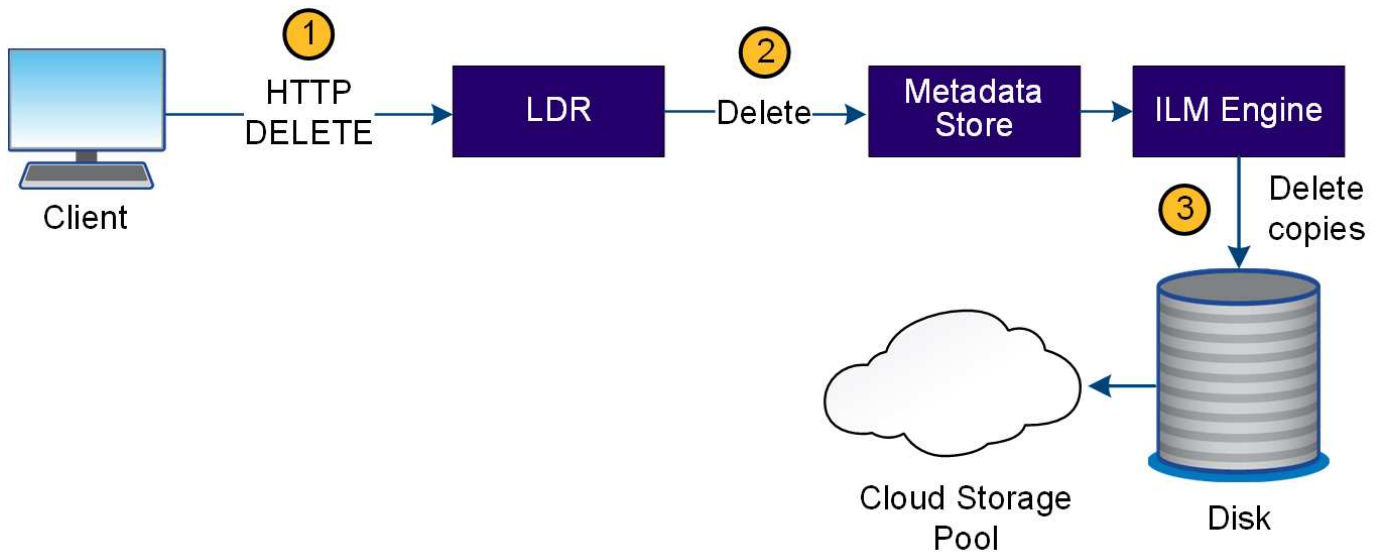 1
HTTP
DELETE
Client
LDR
2
Delete
Metadata
Store
ILM Engine
3
Delete
copies
Cloud Storage
Pool
Disk